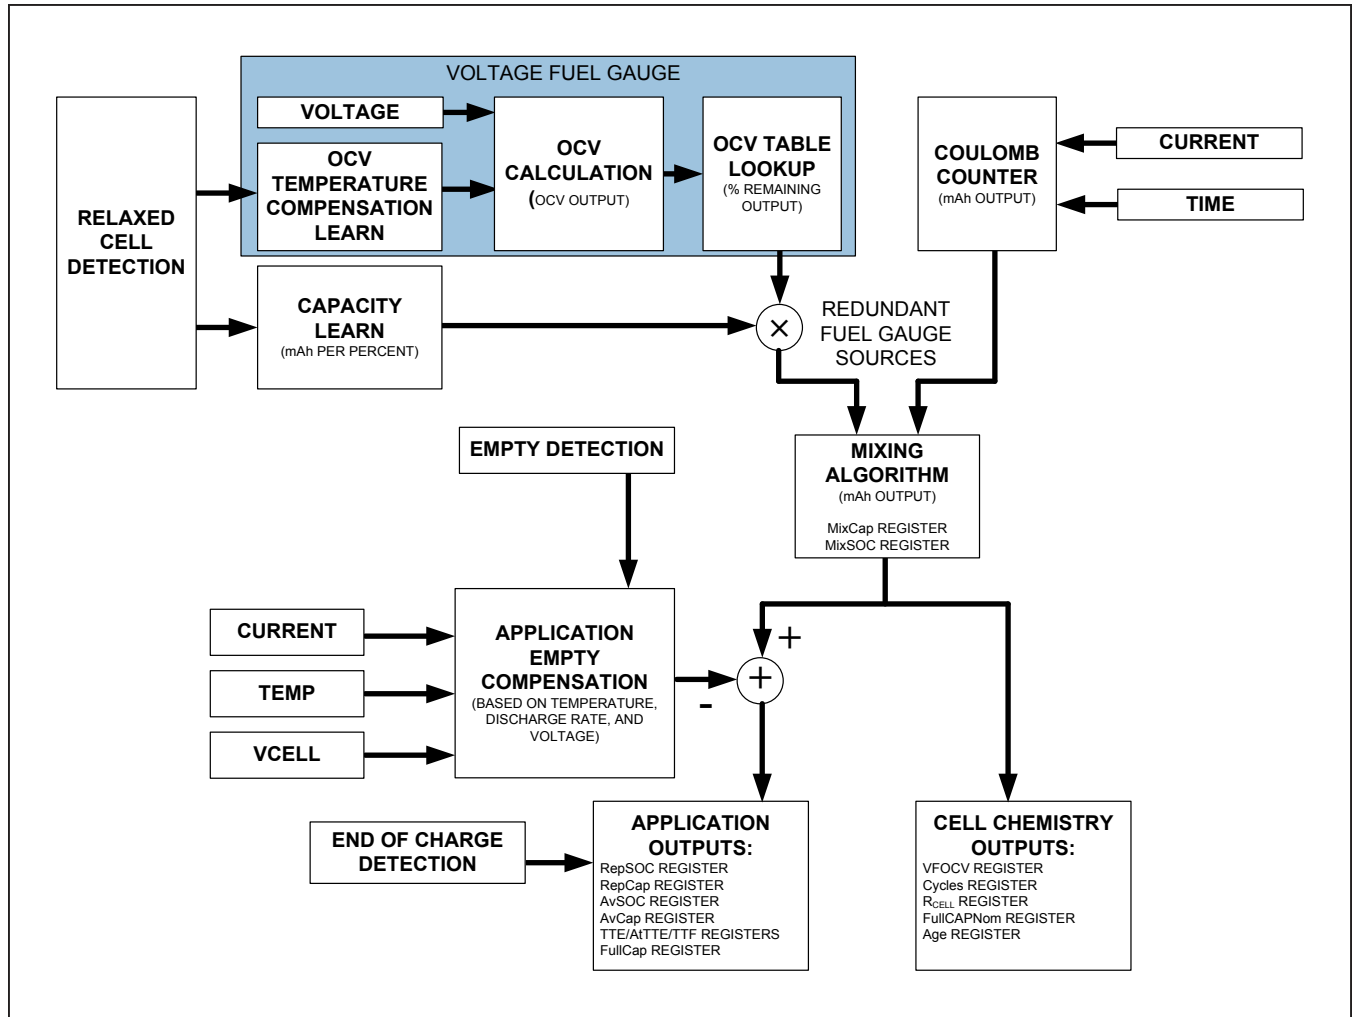 VOLTAGE FUEL GAUGE
VOLTAGE
OCV
TEMPERATURE
COMPENSATION
LEARN
OCV
CALCULATION
(OCV OUTPUT)
OCV TABLE
LOOKUP
(% REMAINING
OUTPUT)
COULOMB
COUNTER
(mAh OUTPUT)
CURRENT
TIME
RELAXED
CELL
DETECTION
CAPACITY
LEARN
(mAh PER PERCENT)
×
REDUNDANT
FUEL GAUGE
SOURCES
EMPTY DETECTION
MIXING
ALGORITHM
(mAh OUTPUT)
MixCap REGISTER
MixSOC REGISTER
CURRENT
TEMP
VCELL
APPLICATION
EMPTY
COMPENSATION
(BASED ON TEMPERATURE,
DISCHARGE RATE, AND
VOLTAGE)
+
+
-
END OF CHARGE
DETECTION
APPLICATION
OUTPUTS:
RepSOC REGISTER
RepCap REGISTER
AvSOC REGISTER
AvCap REGISTER
TTE/AtTTE/TTF REGISTERS
FullCap REGISTER
CELL CHEMISTRY
OUTPUTS:
VFOCV REGISTER
Cycles REGISTER
RCELL REGISTER
FullCAPNom REGISTER
Age REGISTER